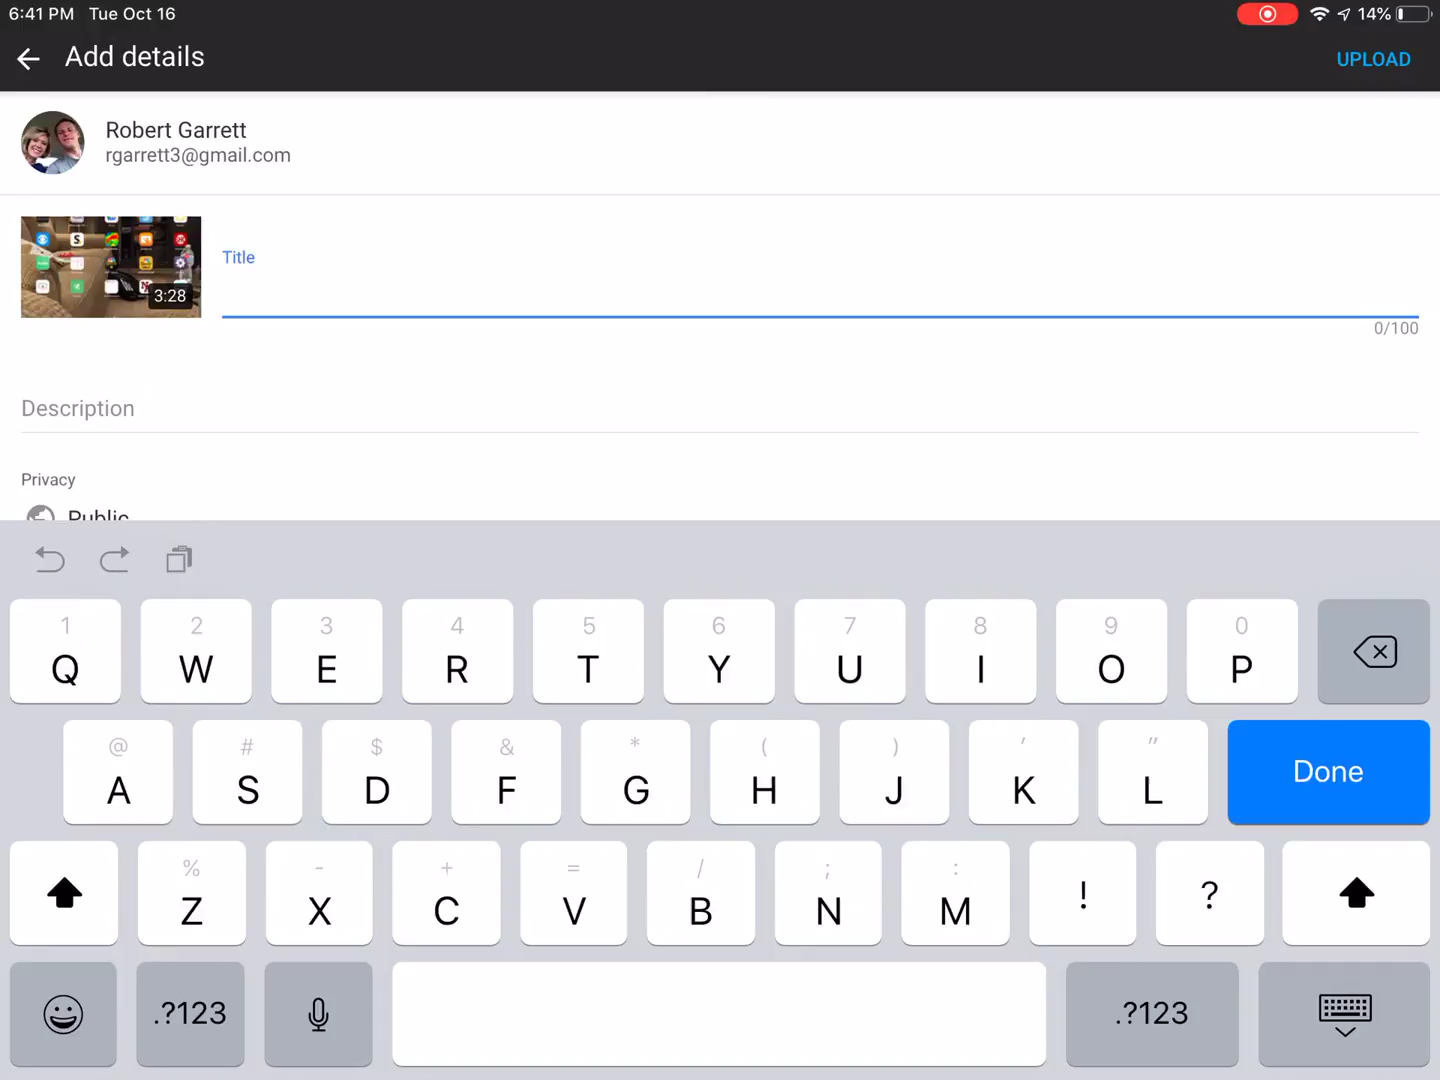 6:41 PM Tue Oct 16
14%
Add details
UPLOAD
Robert Garrett
rgarrett3@gmail.com
3:28
Title
0/100
Description
Privacy
Public
1 2 3 4 5 6 7 8 9 0
Q W E R T Y U I O P
@ # $ & * ( ) ' "
A S D F G H J K L
Done
% - + = / ; :
Z X C V B N M ! ?
.?123 .?123